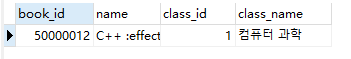 book_id name class_id class_name
50000012 C++ :effect 1 컴퓨터 과학